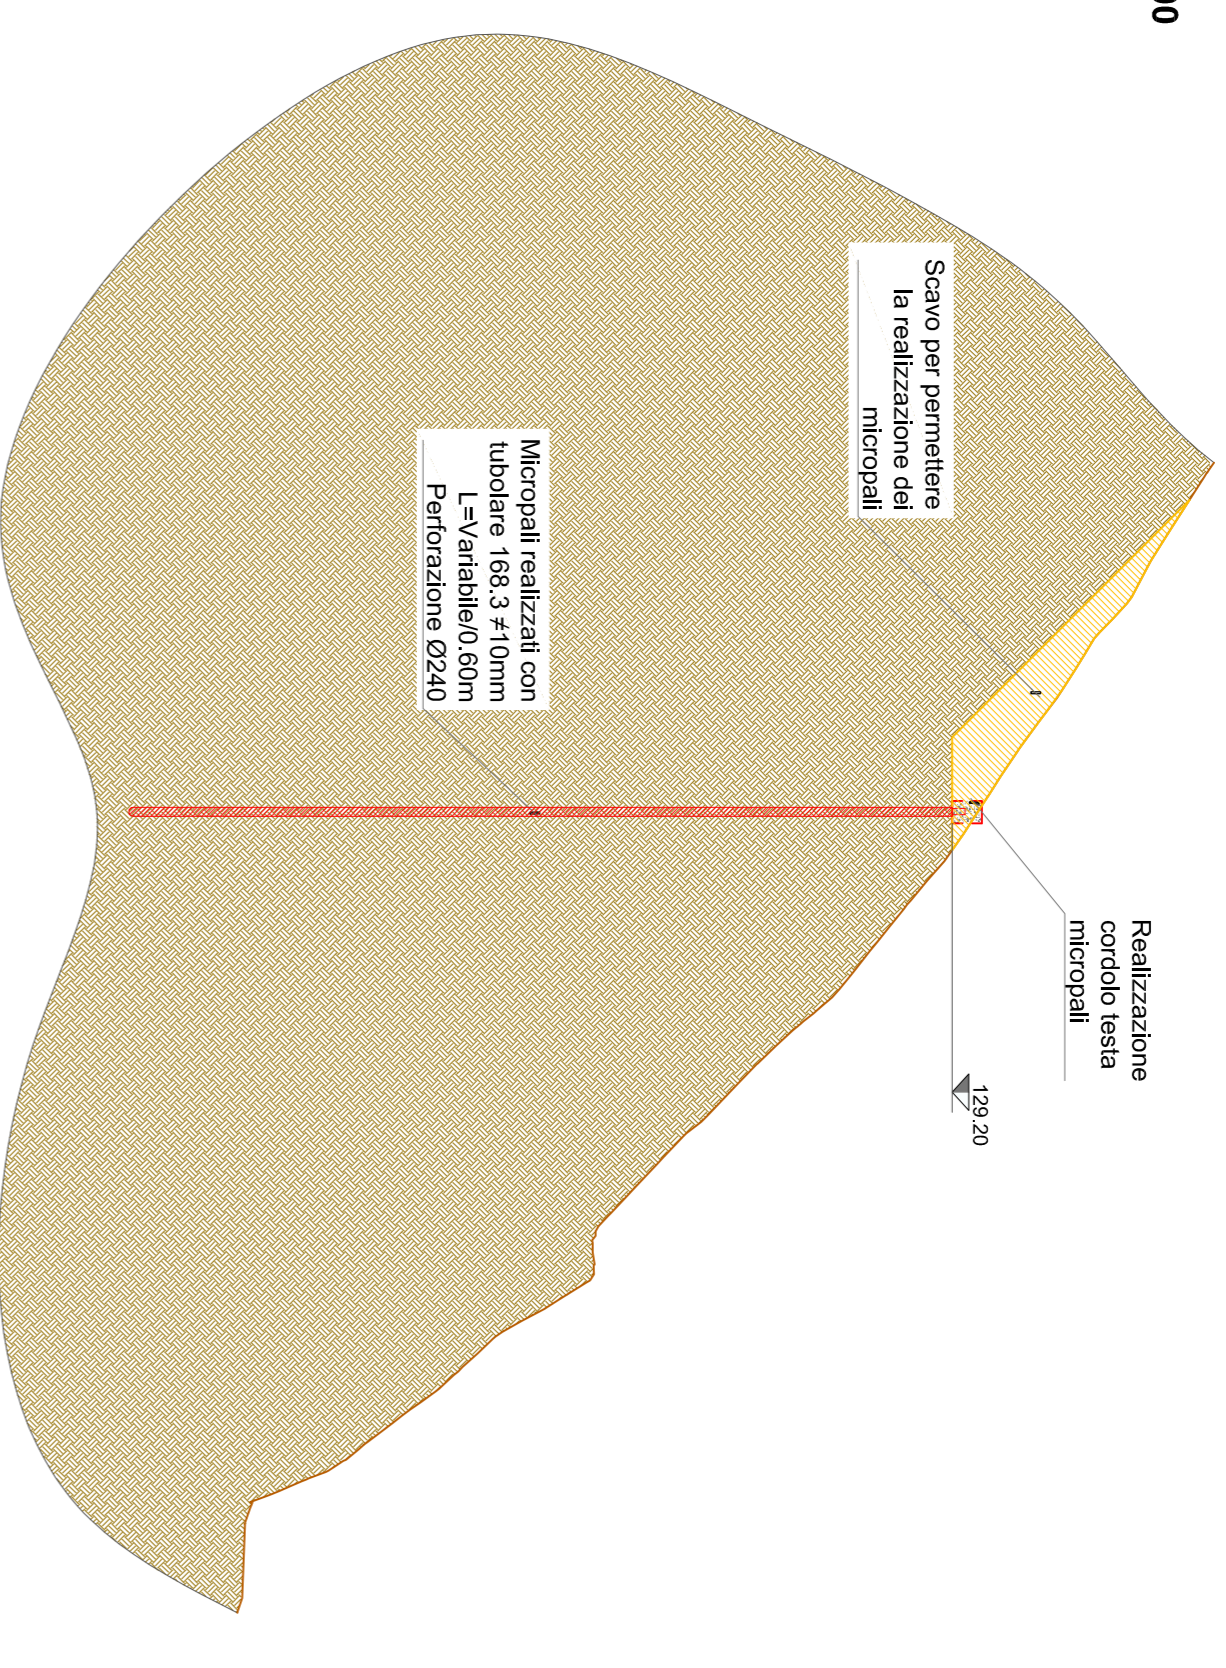 00
Scavo per permettere
la realizzazione dei
micropali
Micropali realizzati con
tubolare 168.3 ≠10mm
L=Variabile/0.60m
Perforazione Ø240
Realizzazione
cordolo testa
micropali
129.20